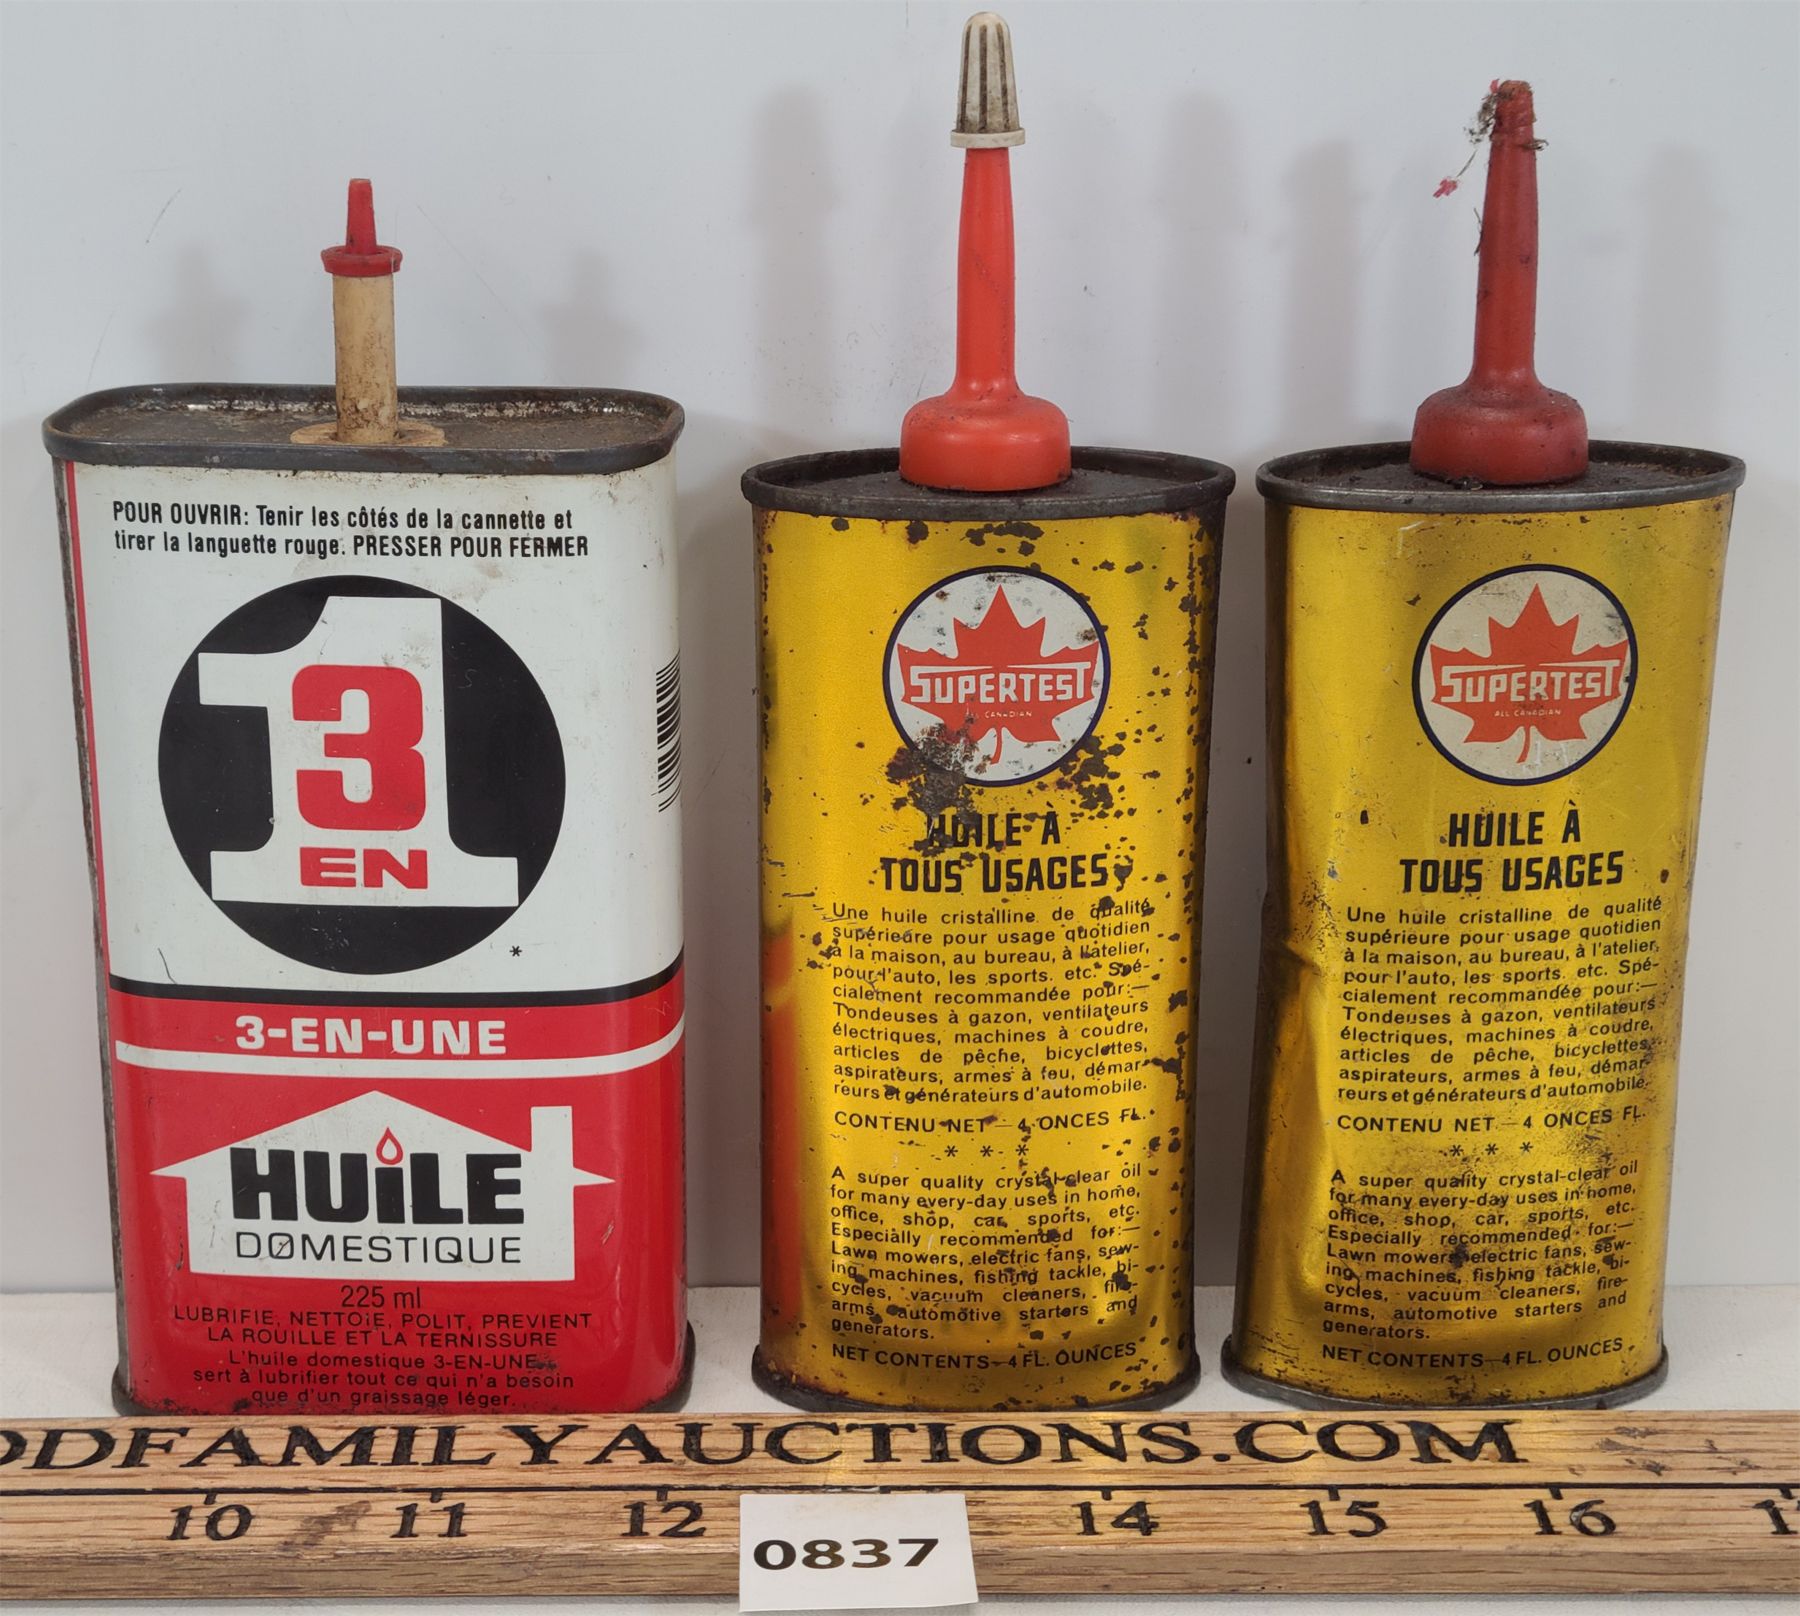 POUR OUVRIR: Tenir les côtés de la cannette et
tirer la languette rouge. PRESSER POUR FERMER
1
3
EN
*
3-EN-UNE
HUiLE
DOMESTIQUE
225 ml
LUBRIFIE, NETTOiE, POLIT, PREVIENT
LA ROUILLE ET LA TERNISSURE
L'huile domestique 3-EN-UNE
sert à lubrifier tout ce qui n'a besoin
que d'un graissage léger.
SUPERTEST
ALL CANADIAN
HUILE À
TOUS USAGES
Une huile cristalline de qualité
supérieure pour usage quotidien
à la maison, au bureau, à l'atelier,
pour l'auto, les sports. etc. Spé-
cialement recommandée pour:—
Tondeuses à gazon, ventilateurs
électriques, machines à coudre,
articles de pêche, bicyclettes,
aspirateurs, armes à feu, démar-
reurs et générateurs d'automobile.
CONTENU NET — 4 ONCES FL.
* * *
A super quality crystal-clear oil
for many every-day uses in home,
office, shop, car, sports, etc.
Especially recommended for:—
Lawn mowers, electric fans, sew-
ing machines, fishing tackle, bi-
cycles, vacuum cleaners, fire-
arms, automotive starters and
generators.
NET CONTENTS—4 FL. OUNCES
SUPERTEST
ALL CANADIAN
HUILE À
TOUS USAGES
Une huile cristalline de qualité
supérieure pour usage quotidien
à la maison, au bureau, à l'atelier,
pour l'auto, les sports. etc. Spé-
cialement recommandée pour:—
Tondeuses à gazon, ventilateurs
électriques, machines à coudre,
articles de pêche, bicyclettes,
aspirateurs, armes à feu, démar-
reurs et générateurs d'automobile.
CONTENU NET — 4 ONCES FL.
* * *
A super quality crystal-clear oil
for many every-day uses in home,
office, shop, car, sports, etc.
Especially recommended for:—
Lawn mowers, electric fans, sew-
ing machines, fishing tackle, bi-
cycles, vacuum cleaners, fire-
arms, automotive starters and
generators.
NET CONTENTS—4 FL. OUNCES
ODFAMILYAUCTIONS.COM
10 11 12 14 15 16
0837